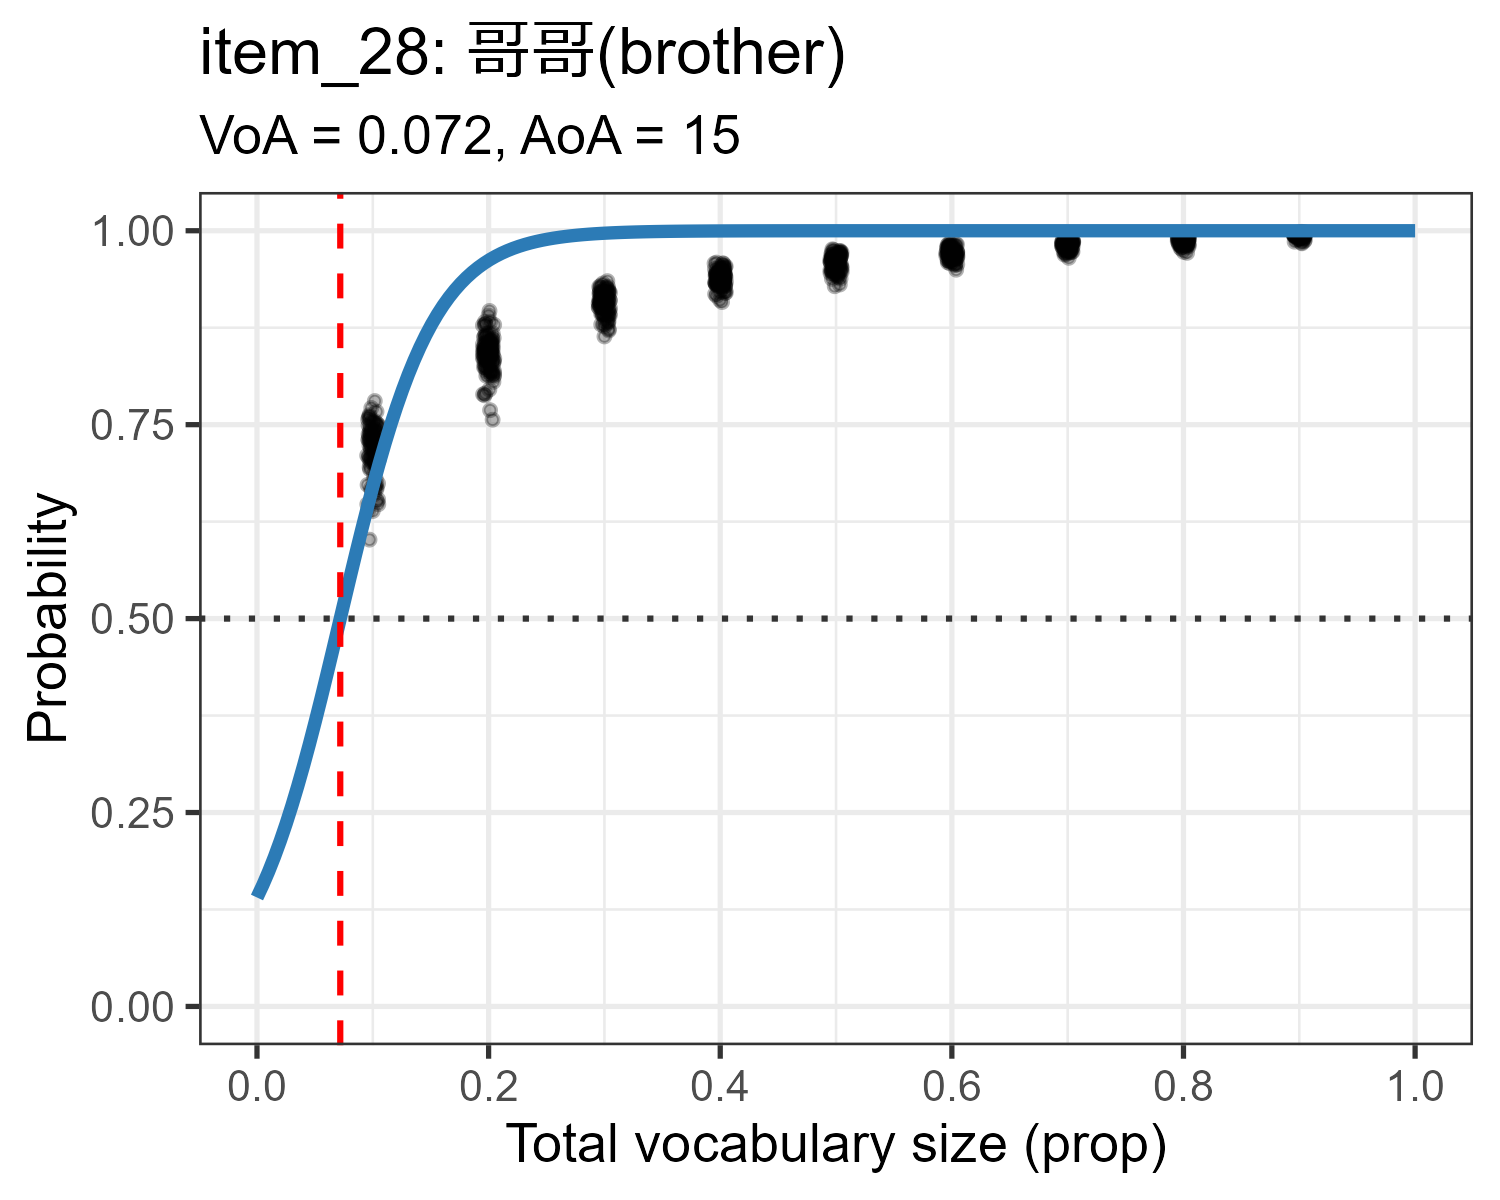 item_28: 哥哥(brother)
VoA = 0.072, AoA = 15
1.00
0.75
0.50
0.25
0.00
Probability
0.0 0.2 0.4 0.6 0.8 1.0
Total vocabulary size (prop)